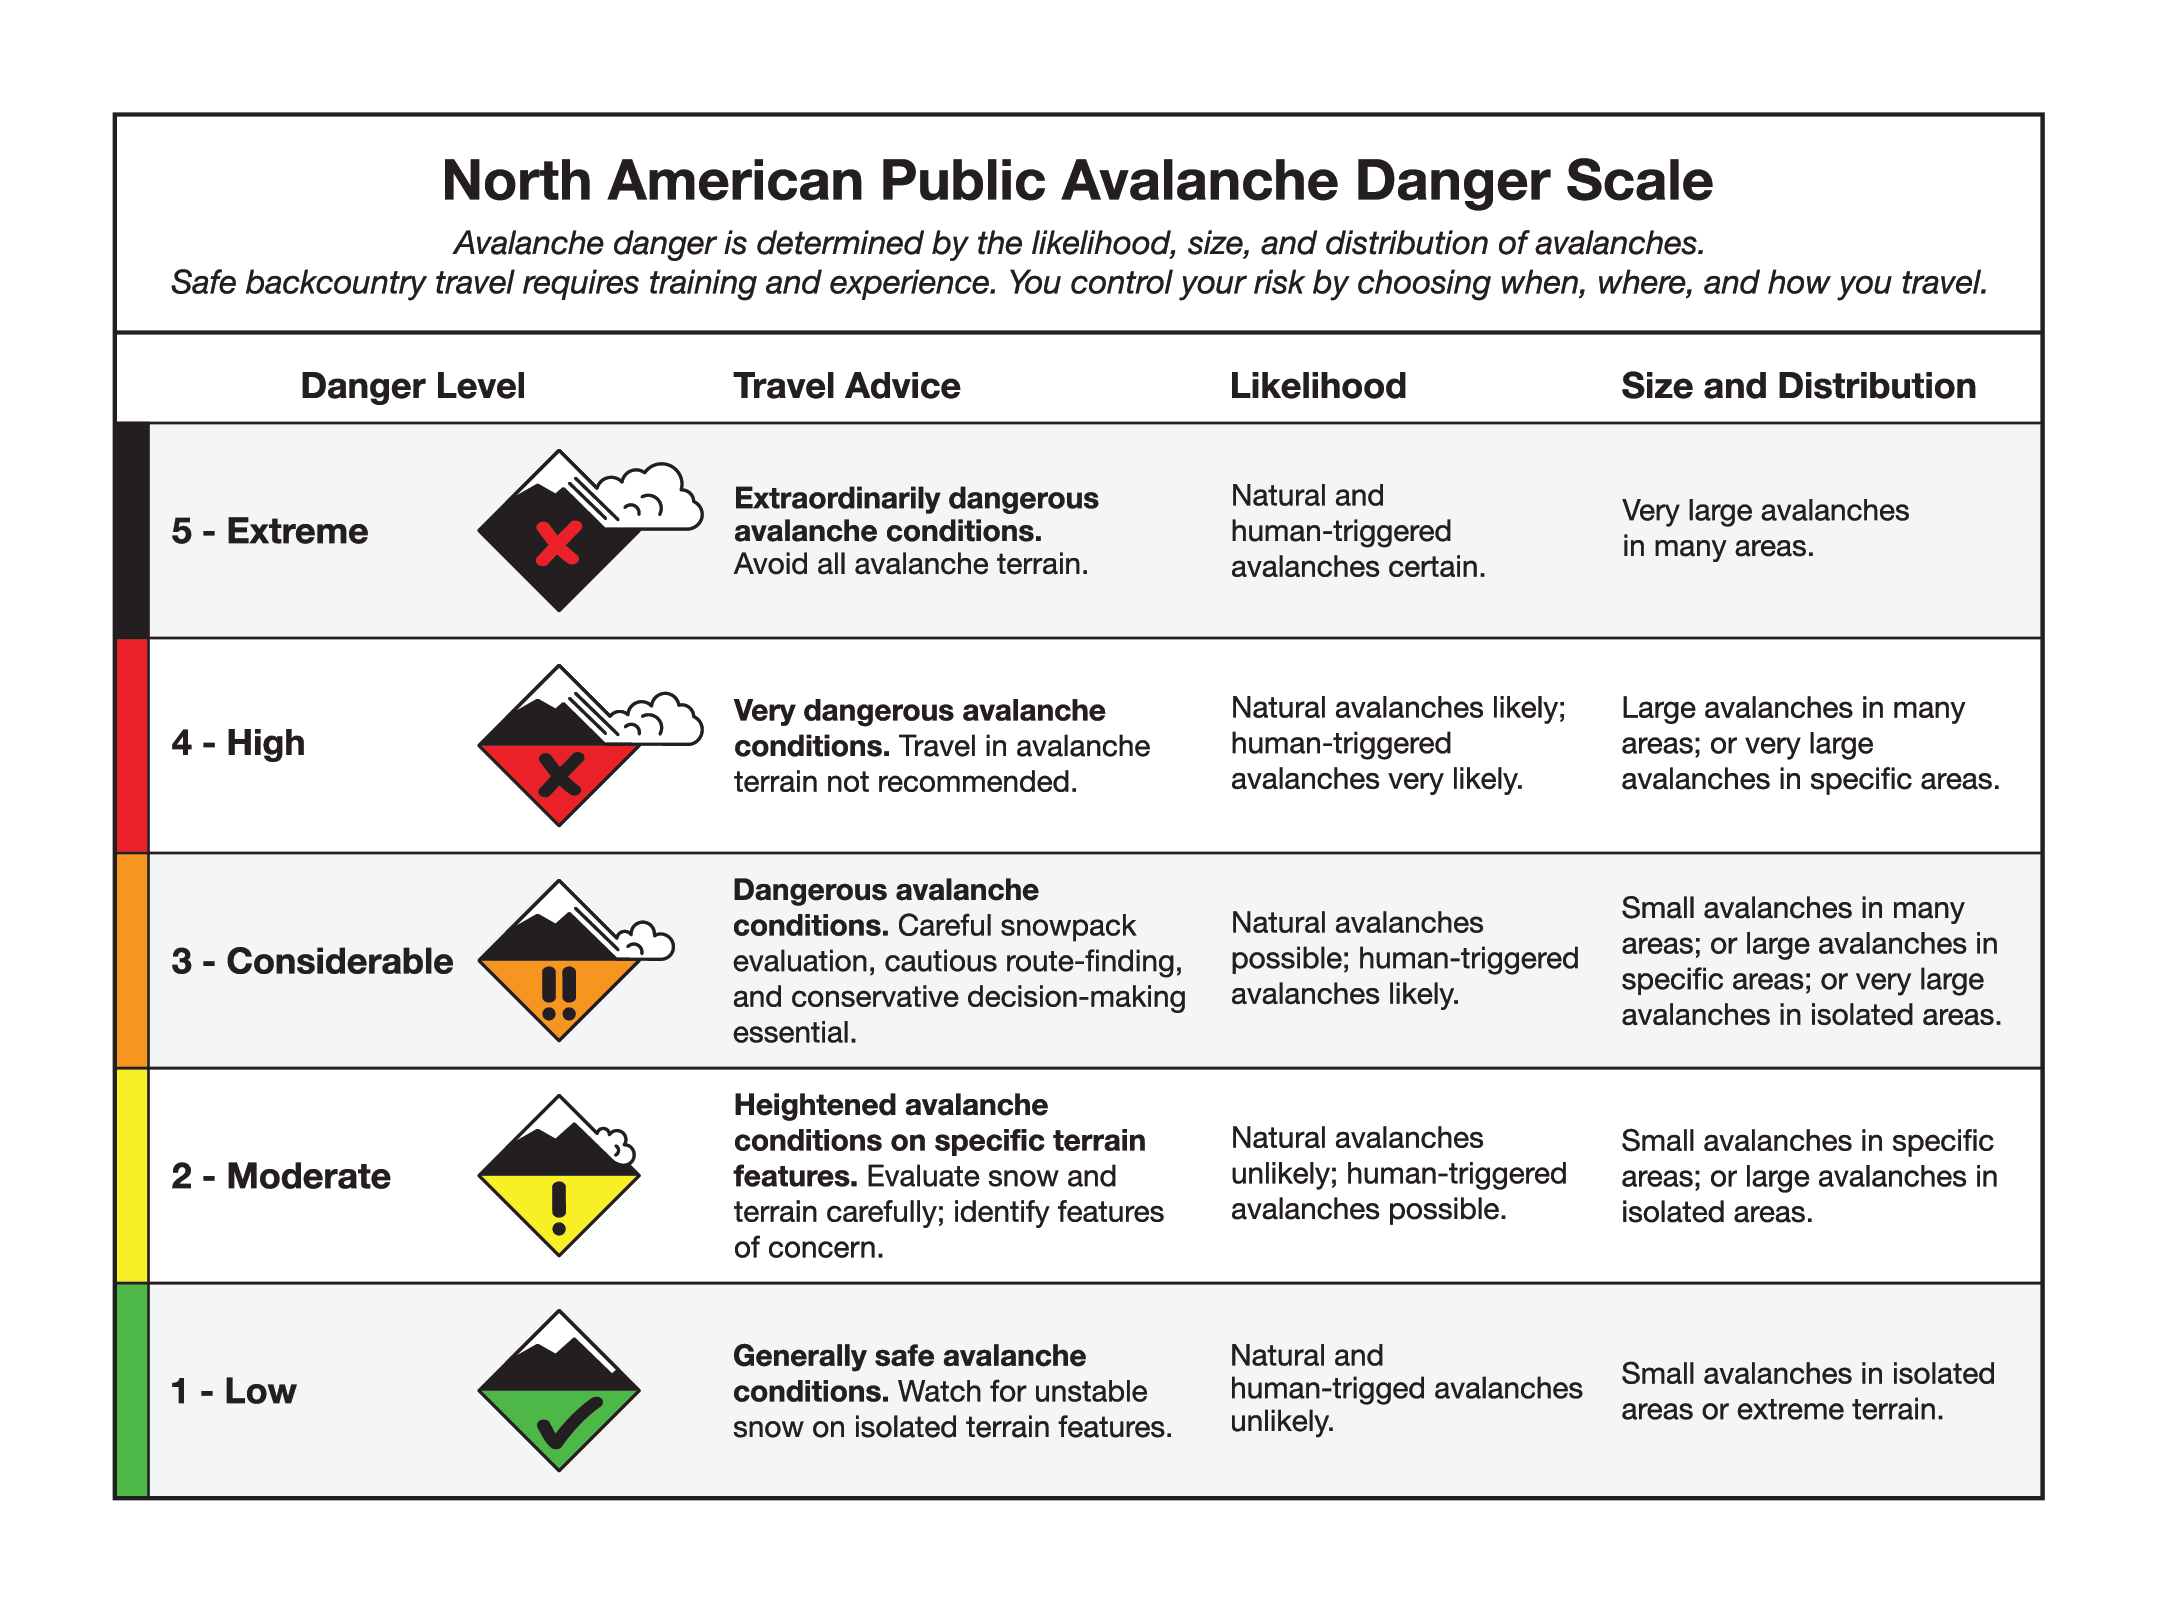 North American Public Avalanche Danger Scale
Avalanche danger is determined by the likelihood, size, and distribution of avalanches.
Safe backcountry travel requires training and experience. You control your risk by choosing when, where, and how you travel.
Danger Level
Travel Advice
Likelihood
Size and Distribution
5 - Extreme
Extraordinarily dangerous
avalanche conditions.
Avoid all avalanche terrain.
Natural and
human-triggered
avalanches certain.
Very large avalanches
in many areas.
4 - High
Very dangerous avalanche
conditions. Travel in avalanche
terrain not recommended.
Natural avalanches likely;
human-triggered
avalanches very likely.
Large avalanches in many
areas; or very large
avalanches in specific areas.
3 - Considerable
!!
Dangerous avalanche
conditions. Careful snowpack
evaluation, cautious route-finding,
and conservative decision-making
essential.
Natural avalanches
possible; human-triggered
avalanches likely.
Small avalanches in many
areas; or large avalanches in
specific areas; or very large
avalanches in isolated areas.
2 - Moderate
!
Heightened avalanche
conditions on specific terrain
features. Evaluate snow and
terrain carefully; identify features
of concern.
Natural avalanches
unlikely; human-triggered
avalanches possible.
Small avalanches in specific
areas; or large avalanches in
isolated areas.
1 - Low
Generally safe avalanche
conditions. Watch for unstable
snow on isolated terrain features.
Natural and
human-trigged avalanches
unlikely.
Small avalanches in isolated
areas or extreme terrain.